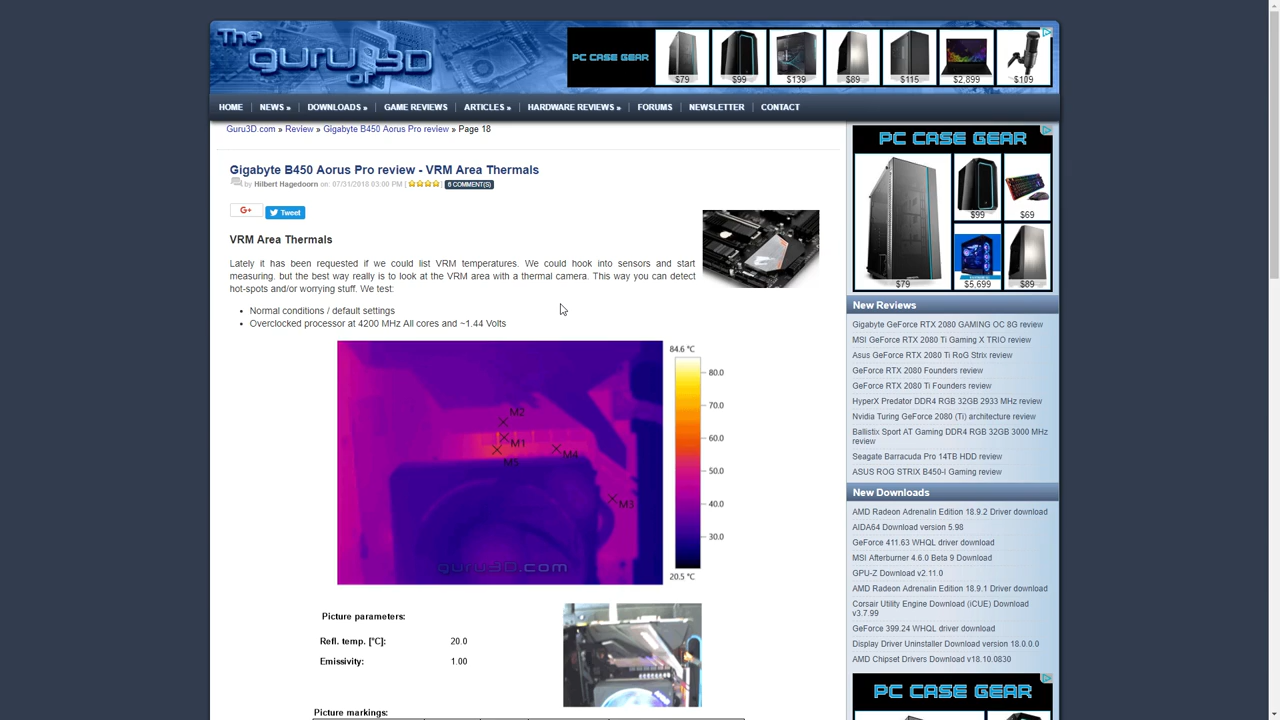 The guru of 3D
PC CASE GEAR
$79 $99 $139 $89 $115 $2,899 $109
HOME NEWS » DOWNLOADS » GAME REVIEWS ARTICLES » HARDWARE REVIEWS » FORUMS NEWSLETTER CONTACT
Guru3D.com » Review » Gigabyte B450 Aorus Pro review » Page 18
Gigabyte B450 Aorus Pro review - VRM Area Thermals
by Hilbert Hagedoorn on: 07/31/2018 03:00 PM | 6 COMMENT(S)
G+ Tweet
VRM Area Thermals
Lately it has been requested if we could list VRM temperatures. We could hook into sensors and start
measuring, but the best way really is to look at the VRM area with a thermal camera. This way you can detect
hot-spots and/or worrying stuff. We test:
• Normal conditions / default settings
• Overclocked processor at 4200 MHz All cores and ~1.44 Volts
84.6 °C
80.0
70.0
60.0
50.0
40.0
30.0
20.5 °C
M2
M1
M4
M5
M3
guru3D.com
Picture parameters:
Refl. temp. [°C]: 20.0
Emissivity: 1.00
Picture markings:
PC CASE GEAR
$99 $69
$79 $5,699 $89
New Reviews
Gigabyte GeForce RTX 2080 GAMING OC 8G review
MSI GeForce RTX 2080 Ti Gaming X TRIO review
Asus GeForce RTX 2080 Ti RoG Strix review
GeForce RTX 2080 Founders review
GeForce RTX 2080 Ti Founders review
HyperX Predator DDR4 RGB 32GB 2933 MHz review
Nvidia Turing GeForce 2080 (Ti) architecture review
Ballistix Sport AT Gaming DDR4 RGB 32GB 3000 MHz
review
Seagate Barracuda Pro 14TB HDD review
ASUS ROG STRIX B450-I Gaming review
New Downloads
AMD Radeon Adrenalin Edition 18.9.2 Driver download
AIDA64 Download version 5.98
GeForce 411.63 WHQL driver download
MSI Afterburner 4.6.0 Beta 9 Download
GPU-Z Download v2.11.0
AMD Radeon Adrenalin Edition 18.9.1 Driver download
Corsair Utility Engine Download (iCUE) Download
v3.7.99
GeForce 399.24 WHQL driver download
Display Driver Uninstaller Download version 18.0.0.0
AMD Chipset Drivers Download v18.10.0830
PC CASE GEAR